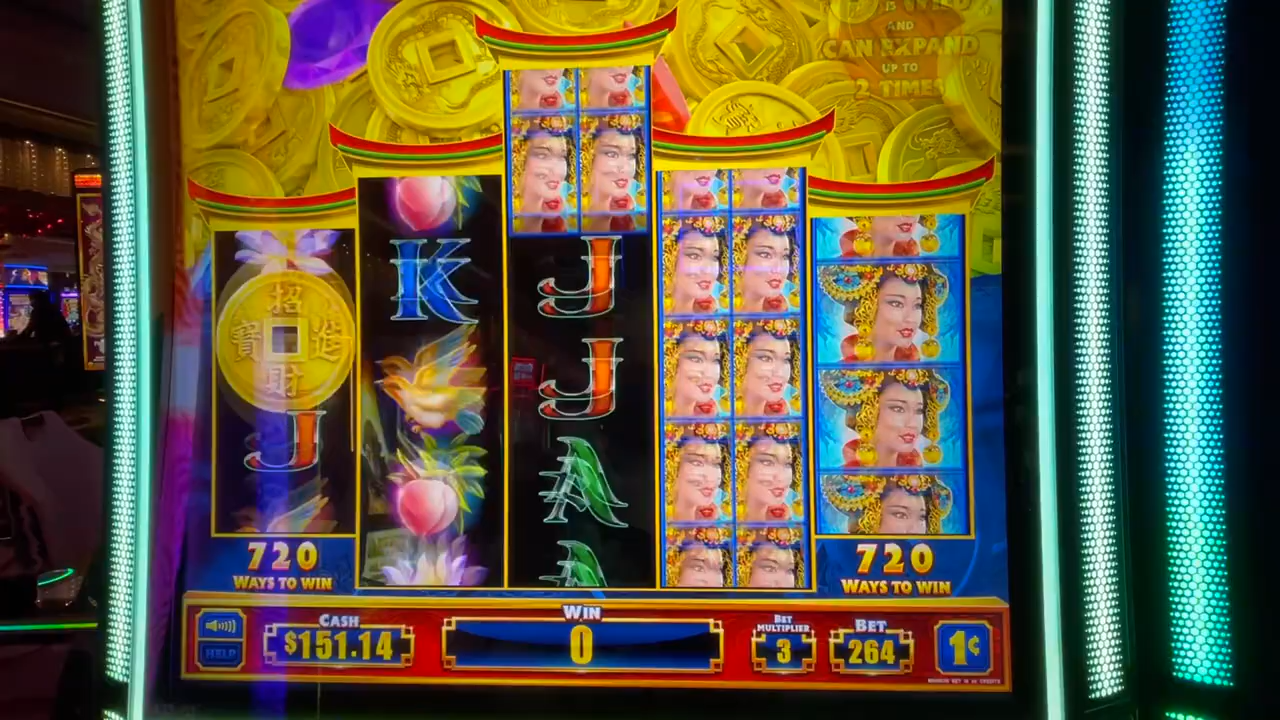 IS WILD
AND
CAN EXPAND
UP TO
2 TIMES
招
寶 進
財
K
J
J
J
A
A
720
WAYS TO WIN
720
WAYS TO WIN
HELP
CASH
$151.14
WIN
0
BET
MULTIPLIER
3
BET
264
1¢